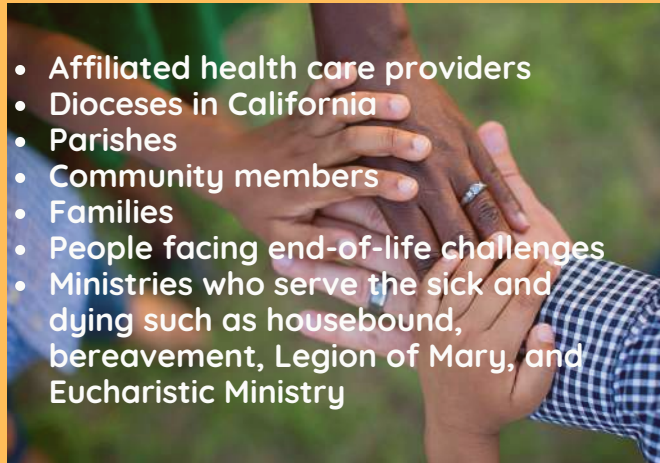 • Affiliated health care providers
• Dioceses in California
• Parishes
• Community members
• Families
• People facing end-of-life challenges
• Ministries who serve the sick and
dying such as housebound,
bereavement, Legion of Mary, and
Eucharistic Ministry